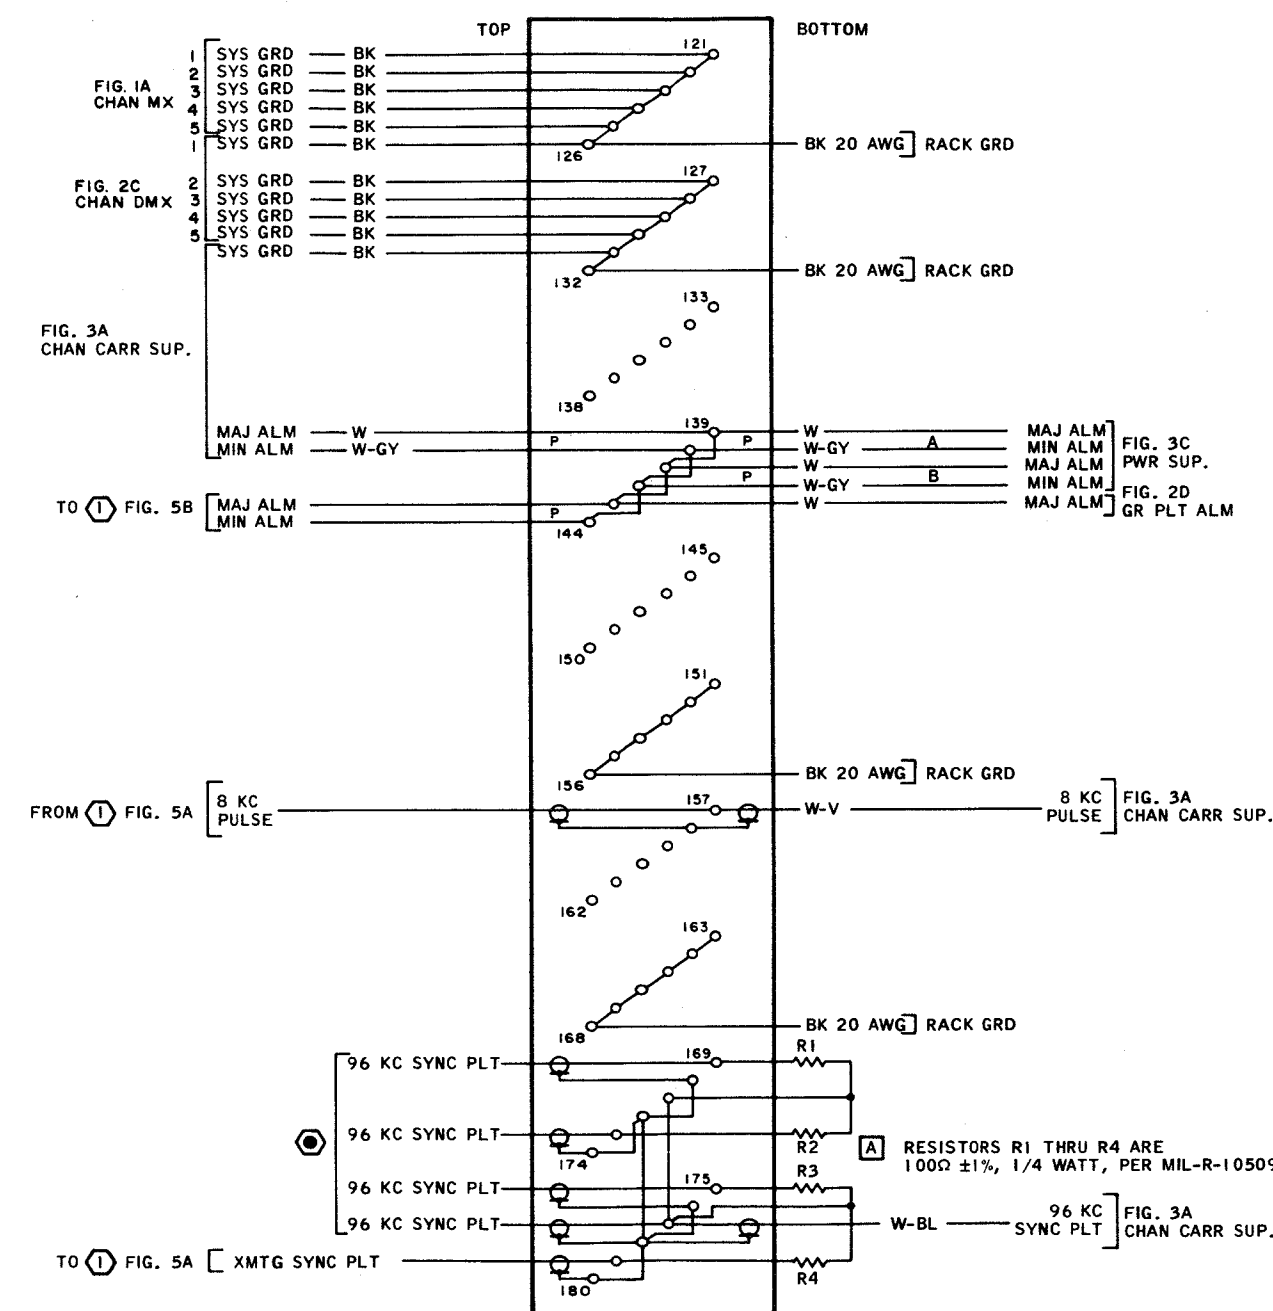 TOP BOTTOM
121
1 SYS GRD BK
2 SYS GRD BK
FIG. 1A
CHAN MX
3 SYS GRD BK
4 SYS GRD BK
5 SYS GRD BK
1 SYS GRD BK
126
BK 20 AWG RACK GRD
127
FIG. 2C
CHAN DMX
2 SYS GRD BK
3 SYS GRD BK
4 SYS GRD BK
5 SYS GRD BK
SYS GRD BK
132
BK 20 AWG RACK GRD
133
FIG. 3A
CHAN CARR SUP.
138
139
MAJ ALM W
MIN ALM W-GY
P P
W MAJ ALM
W-GY A MIN ALM
W MAJ ALM
P W-GY B MIN ALM
FIG. 3C
PWR SUP.
W MAJ ALM
FIG. 2D
GR PLT ALM
TO 1 FIG. 5B
MAJ ALM
MIN ALM
P
144
145
150
151
156
BK 20 AWG RACK GRD
FROM 1 FIG. 5A
8 KC
PULSE
157
W-V
8 KC
PULSE
FIG. 3A
CHAN CARR SUP.
162
163
168
BK 20 AWG RACK GRD
96 KC SYNC PLT 169 R1
96 KC SYNC PLT R2
174
A RESISTORS R1 THRU R4 ARE
100Ω ±1%, 1/4 WATT, PER MIL-R-10509
96 KC SYNC PLT 175 R3
96 KC SYNC PLT W-BL
96 KC
SYNC PLT
FIG. 3A
CHAN CARR SUP.
TO 1 FIG. 5A XMTG SYNC PLT
180
R4